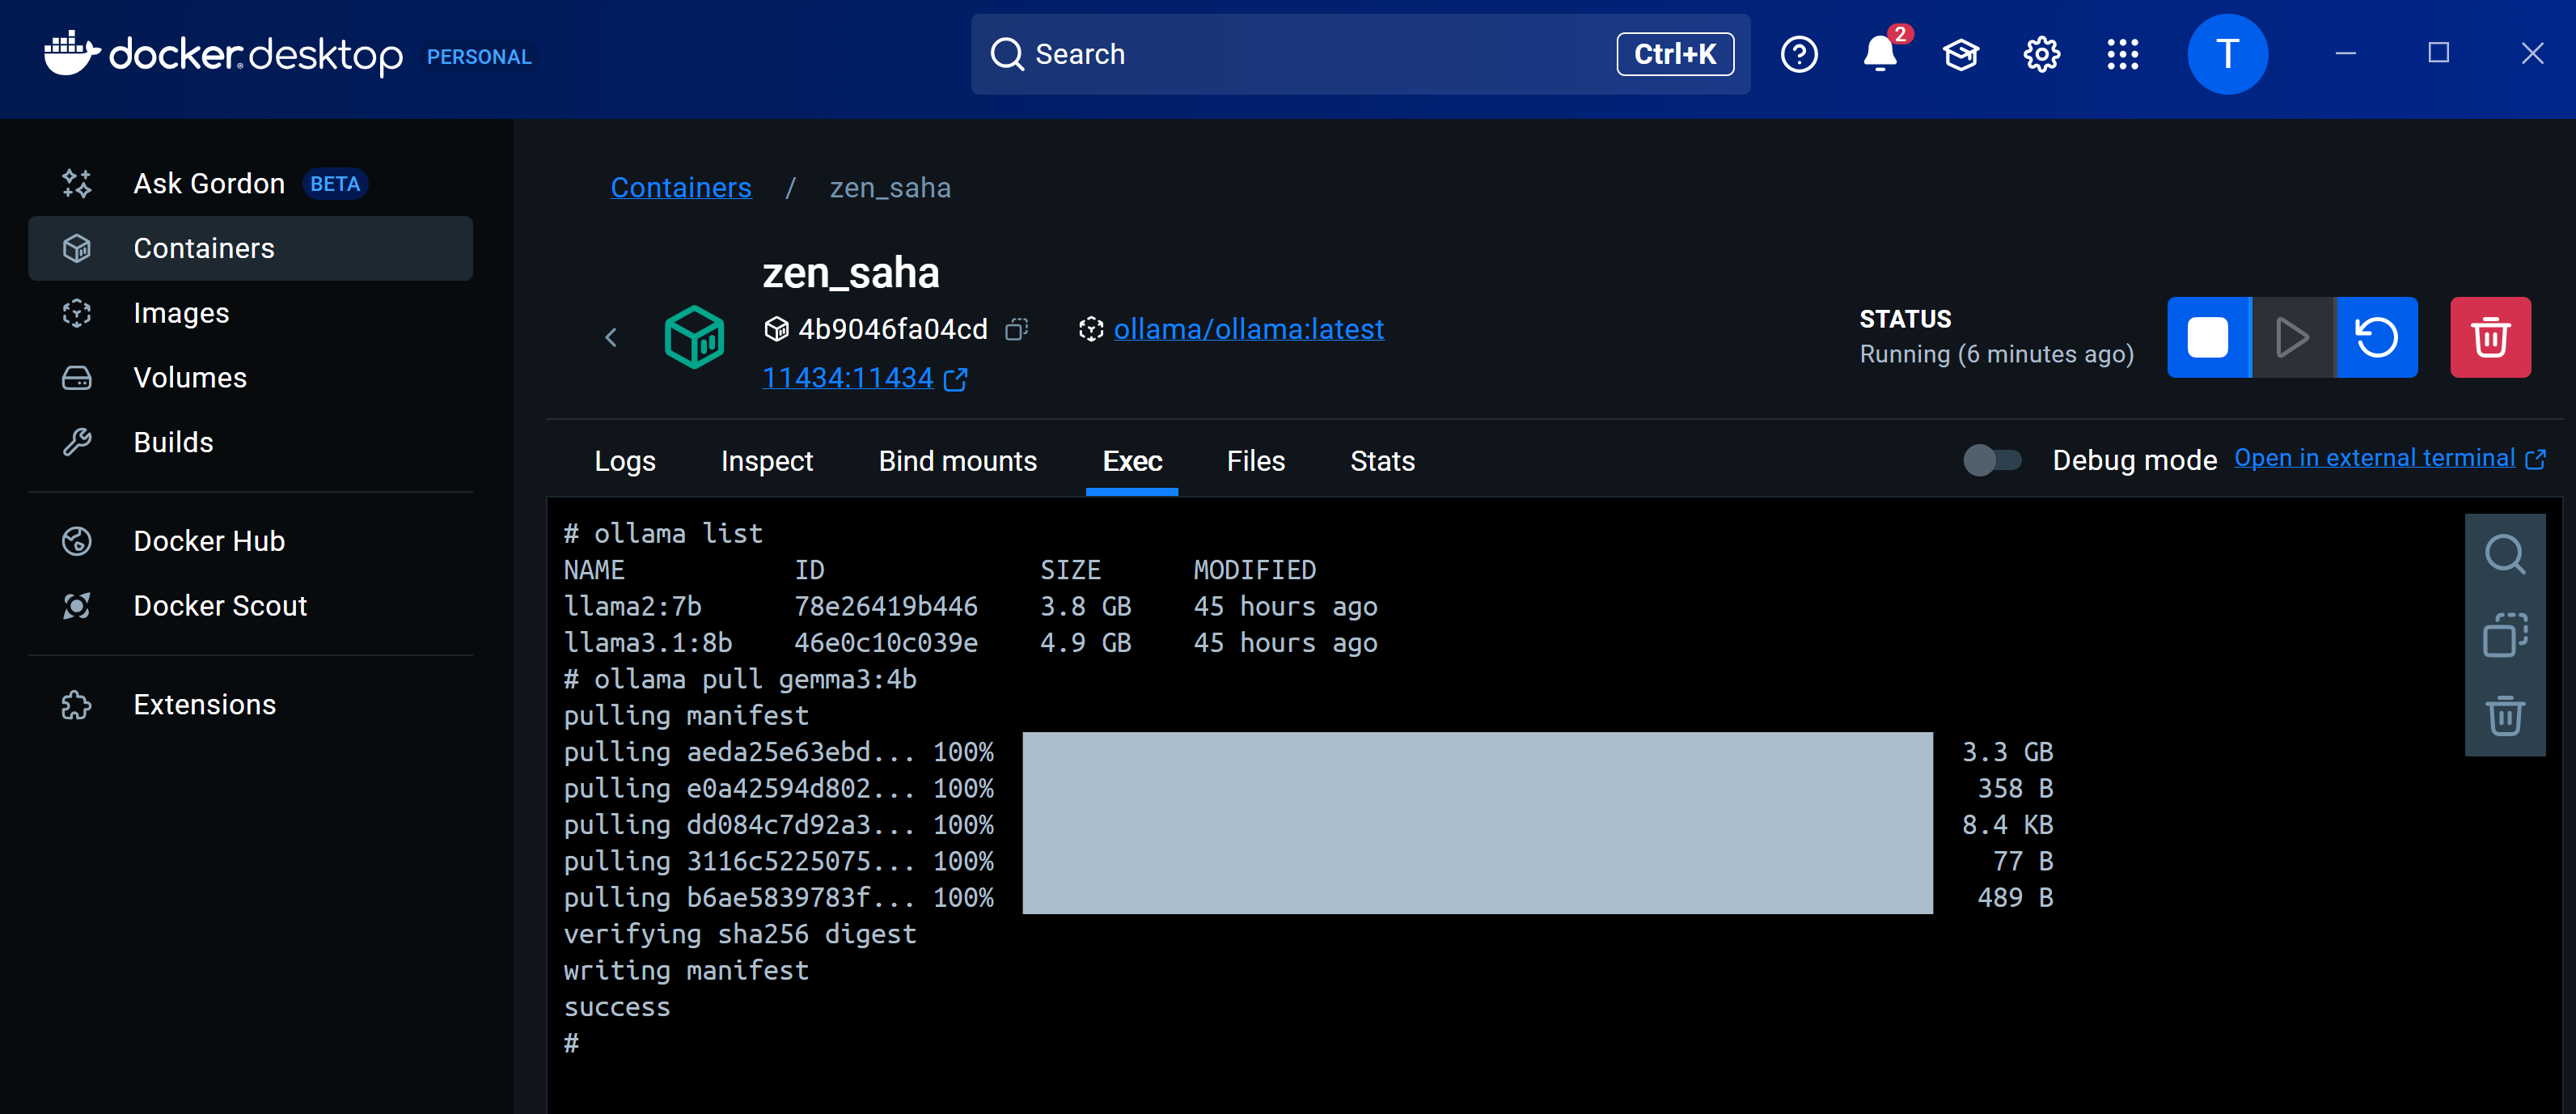 docker desktop PERSONAL
Search Ctrl+K
2
T
Ask Gordon BETA
Containers
Images
Volumes
Builds
Docker Hub
Docker Scout
Extensions
Containers / zen_saha
zen_saha
4b9046fa04cd ollama/ollama:latest
11434:11434
STATUS
Running (6 minutes ago)
Logs Inspect Bind mounts Exec Files Stats
Debug mode Open in external terminal
# ollama list
NAME ID SIZE MODIFIED
llama2:7b 78e26419b446 3.8 GB 45 hours ago
llama3.1:8b 46e0c10c039e 4.9 GB 45 hours ago
# ollama pull gemma3:4b
pulling manifest
pulling aeda25e63ebd... 100% 3.3 GB
pulling e0a42594d802... 100% 358 B
pulling dd084c7d92a3... 100% 8.4 KB
pulling 3116c5225075... 100% 77 B
pulling b6ae5839783f... 100% 489 B
verifying sha256 digest
writing manifest
success
#